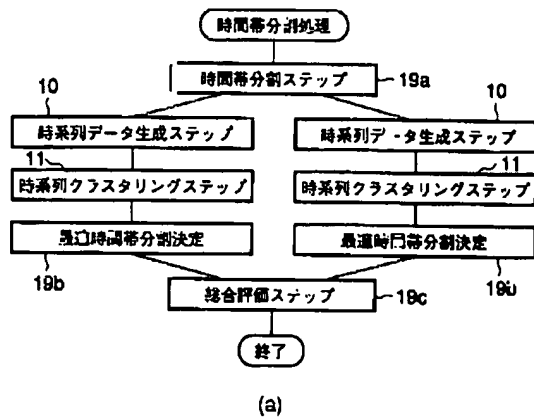 時間帯分割処理
時間帯分割ステップ
19a
10
10
時系列データ生成ステップ
時系列データ生成ステップ
11
11
時系列クラスタリングステップ
時系列クラスタリングステップ
最適時間帯分割決定
最適時間帯分割決定
19b
19b
総合評価ステップ
19c
終了
(a)